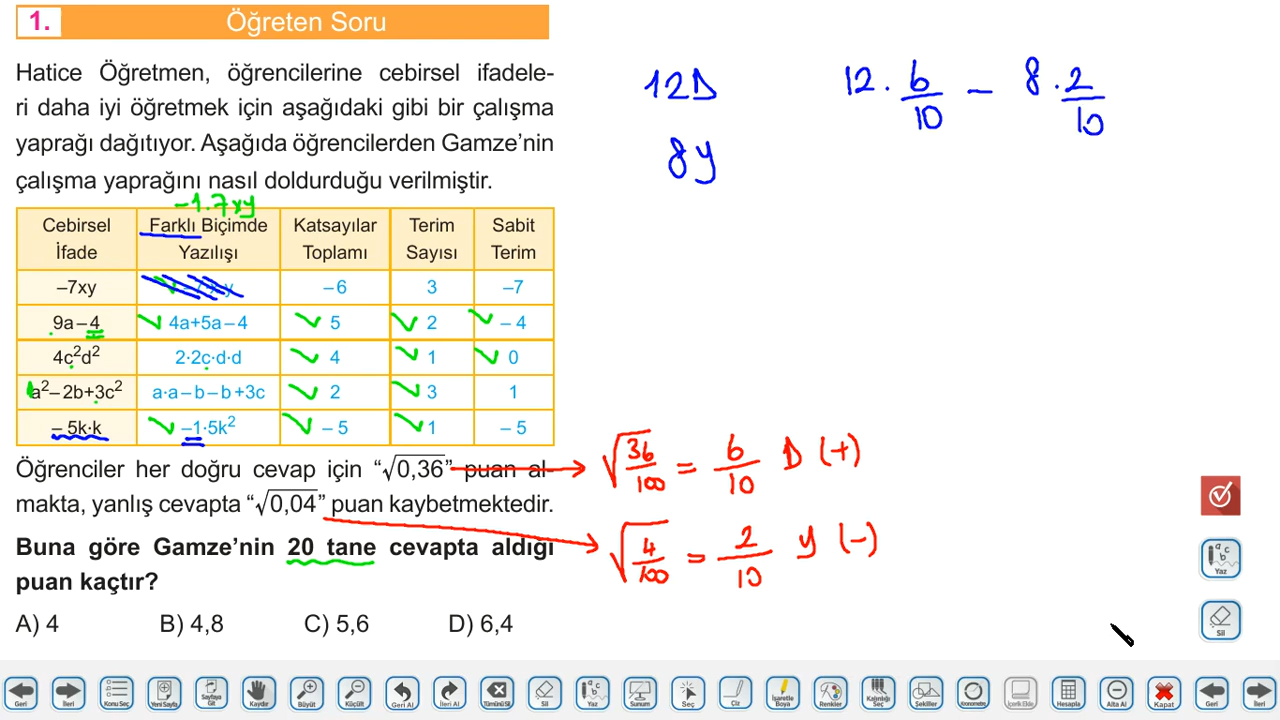 1. Öğreten Soru
Hatice Öğretmen, öğrencilerine cebirsel ifadele-
ri daha iyi öğretmek için aşağıdaki gibi bir çalışma
yaprağı dağıtıyor. Aşağıda öğrencilerden Gamze’nin
çalışma yaprağını nasıl doldurduğu verilmiştir.
-1.7xy
Cebirsel İfade | Farklı Biçimde Yazılışı | Katsayılar Toplamı | Terim Sayısı | Sabit Terim
–7xy | – 6 | 3 | –7
9a – 4 | 4a+5a – 4 | 5 | 2 | – 4
4c²d² | 2·2c·d·d | 4 | 1 | 0
a² – 2b+3c² | a·a – b – b +3c | 2 | 3 | 1
– 5k·k | –1·5k² | – 5 | 1 | – 5
Öğrenciler her doğru cevap için “√0,36” puan al-
makta, yanlış cevapta “√0,04” puan kaybetmektedir.
Buna göre Gamze’nin 20 tane cevapta aldığı
puan kaçtır?
A) 4 B) 4,8 C) 5,6 D) 6,4
12D
8y
12 . 6/10 – 8 . 2/10
√36/100 = 6/10 D (+)
√4/100 = 2/10 y (-)
Yaz
Sil
Geri İleri Konu Seç Yeni Sayfa Sayfaya Git Kaydır Büyüt Küçült Geri Al İleri Al Tümünü Sil Sil Yaz Sunum Seç Çiz İşaretle Boya Renkler Kalınlığı Seç Şekiller Kronometre İçerik Ekle Hesapla Alta Al Kapat Geri İleri